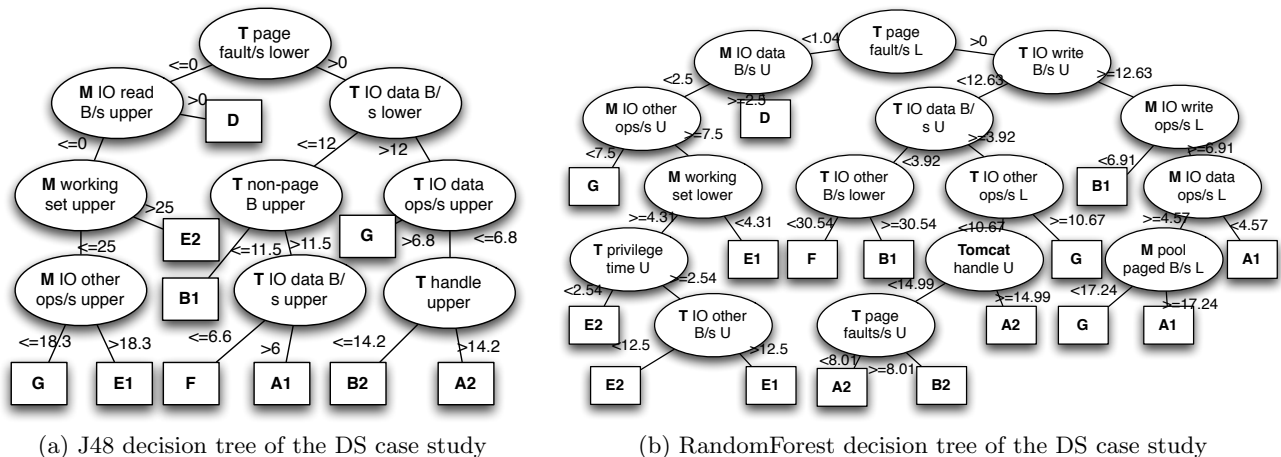 T page
fault/s lower
<=0
>0
M IO read
B/s upper
T IO data B/
s lower
>0
D
<=0
<=12
>12
M working
set upper
T non-page
B upper
T IO data
ops/s upper
>25
E2
<=25
<=11.5
>11.5
G
>6.8
<=6.8
M IO other
ops/s upper
B1
T IO data B/
s upper
T handle
upper
<=18.3
>18.3
<=6.6
>6
<=14.2
>14.2
G
E1
F
A1
B2
A2
(a) J48 decision tree of the DS case study
T page
fault/s L
<1.04
>0
M IO data
B/s U
T IO write
B/s U
<2.5
>=2.5
D
<12.63
>=12.63
M IO other
ops/s U
T IO data B/
s U
M IO write
ops/s L
<7.5
>=7.5
G
<3.92
>=3.92
<6.91
>=6.91
B1
M working
set lower
T IO other
B/s lower
T IO other
ops/s L
M IO data
ops/s L
>=4.31
<4.31
<30.54
>=30.54
<10.67
>=10.67
>=4.57
<4.57
T privilege
time U
E1
F
B1
Tomcat
handle U
G
M pool
paged B/s L
A1
<2.54
>=2.54
<14.99
>=14.99
<17.24
>=17.24
E2
T IO other
B/s U
T page
faults/s U
A2
G
A1
<12.5
>12.5
<8.01
>=8.01
E2
E1
A2
B2
(b) RandomForest decision tree of the DS case study